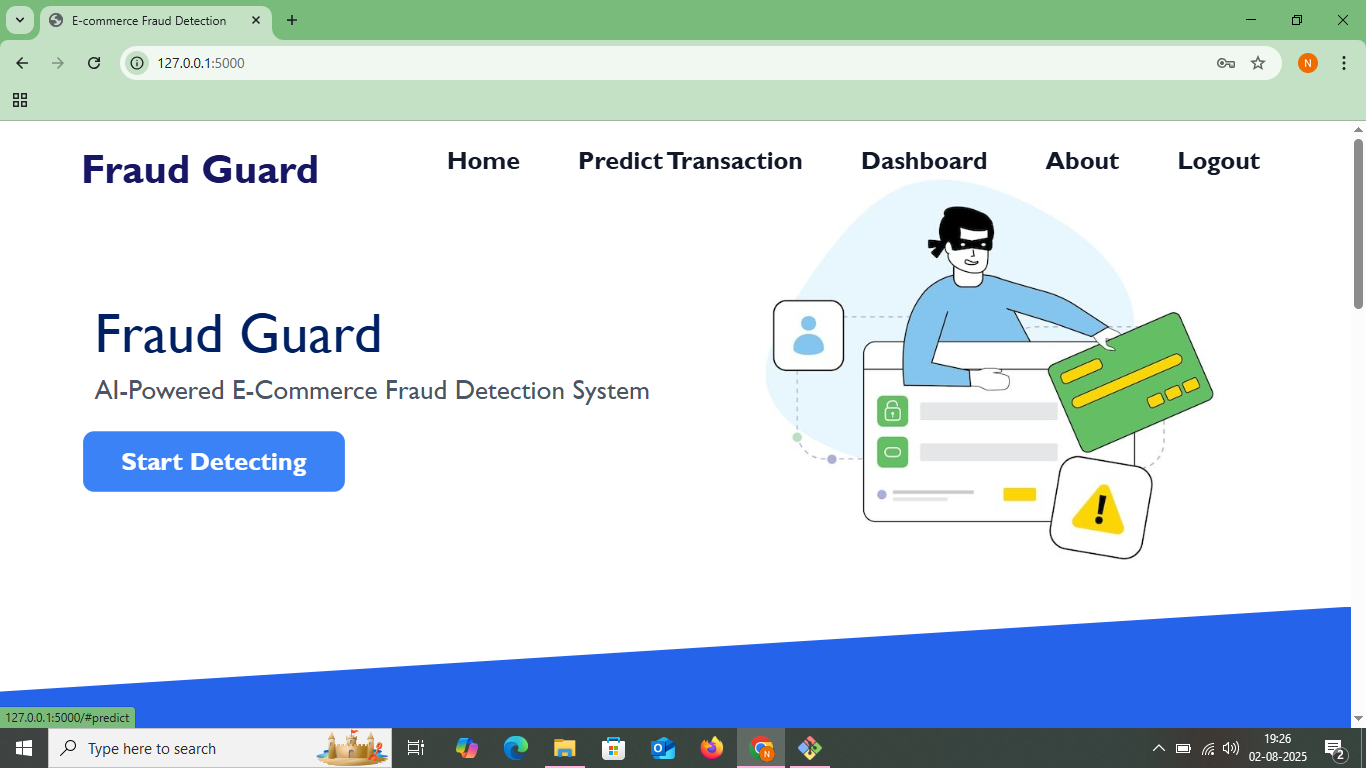 E-commerce Fraud Detection
127.0.0.1:5000
N
Fraud Guard
Home
Predict Transaction
Dashboard
About
Logout
Fraud Guard
AI-Powered E-Commerce Fraud Detection System
Start Detecting
!
127.0.0.1:5000/#predict
Type here to search
N
19:26
02-08-2025
2